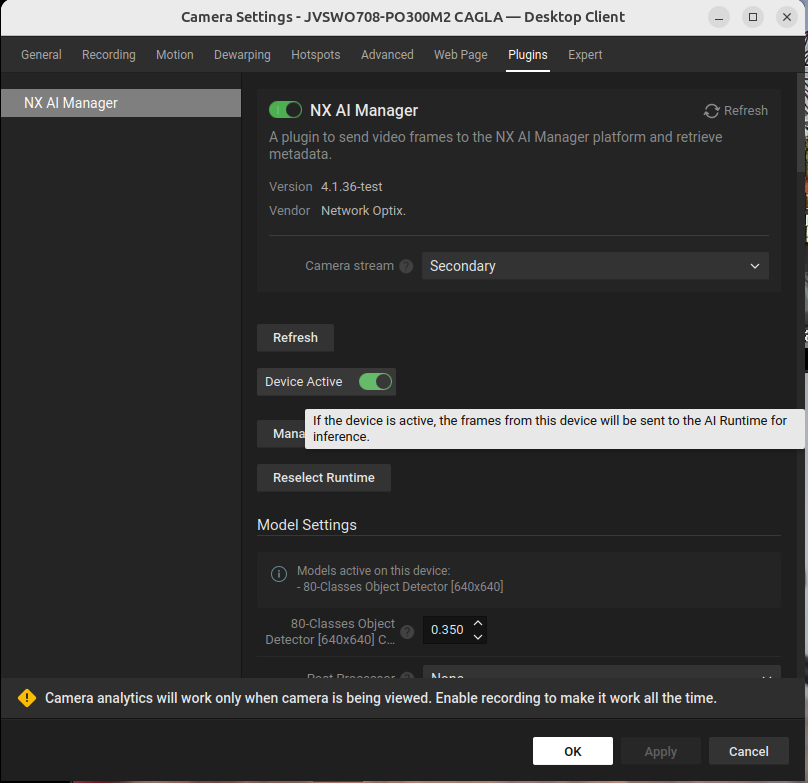 Camera Settings - JVSWO708-PO300M2 CAGLA — Desktop Client
General Recording Motion Dewarping Hotspots Advanced Web Page Plugins Expert
NX AI Manager
NX AI Manager
Refresh
A plugin to send video frames to the NX AI Manager platform and retrieve
metadata.
Version 4.1.36-test
Vendor Network Optix.
Camera stream ? Secondary
Refresh
Device Active
If the device is active, the frames from this device will be sent to the AI Runtime for
inference.
Mana
Reselect Runtime
Model Settings
Models active on this device:
- 80-Classes Object Detector [640x640]
80-Classes Object
Detector [640x640] C... ? 0.350
Post Processor None
Camera analytics will work only when camera is being viewed. Enable recording to make it work all the time.
OK Apply Cancel